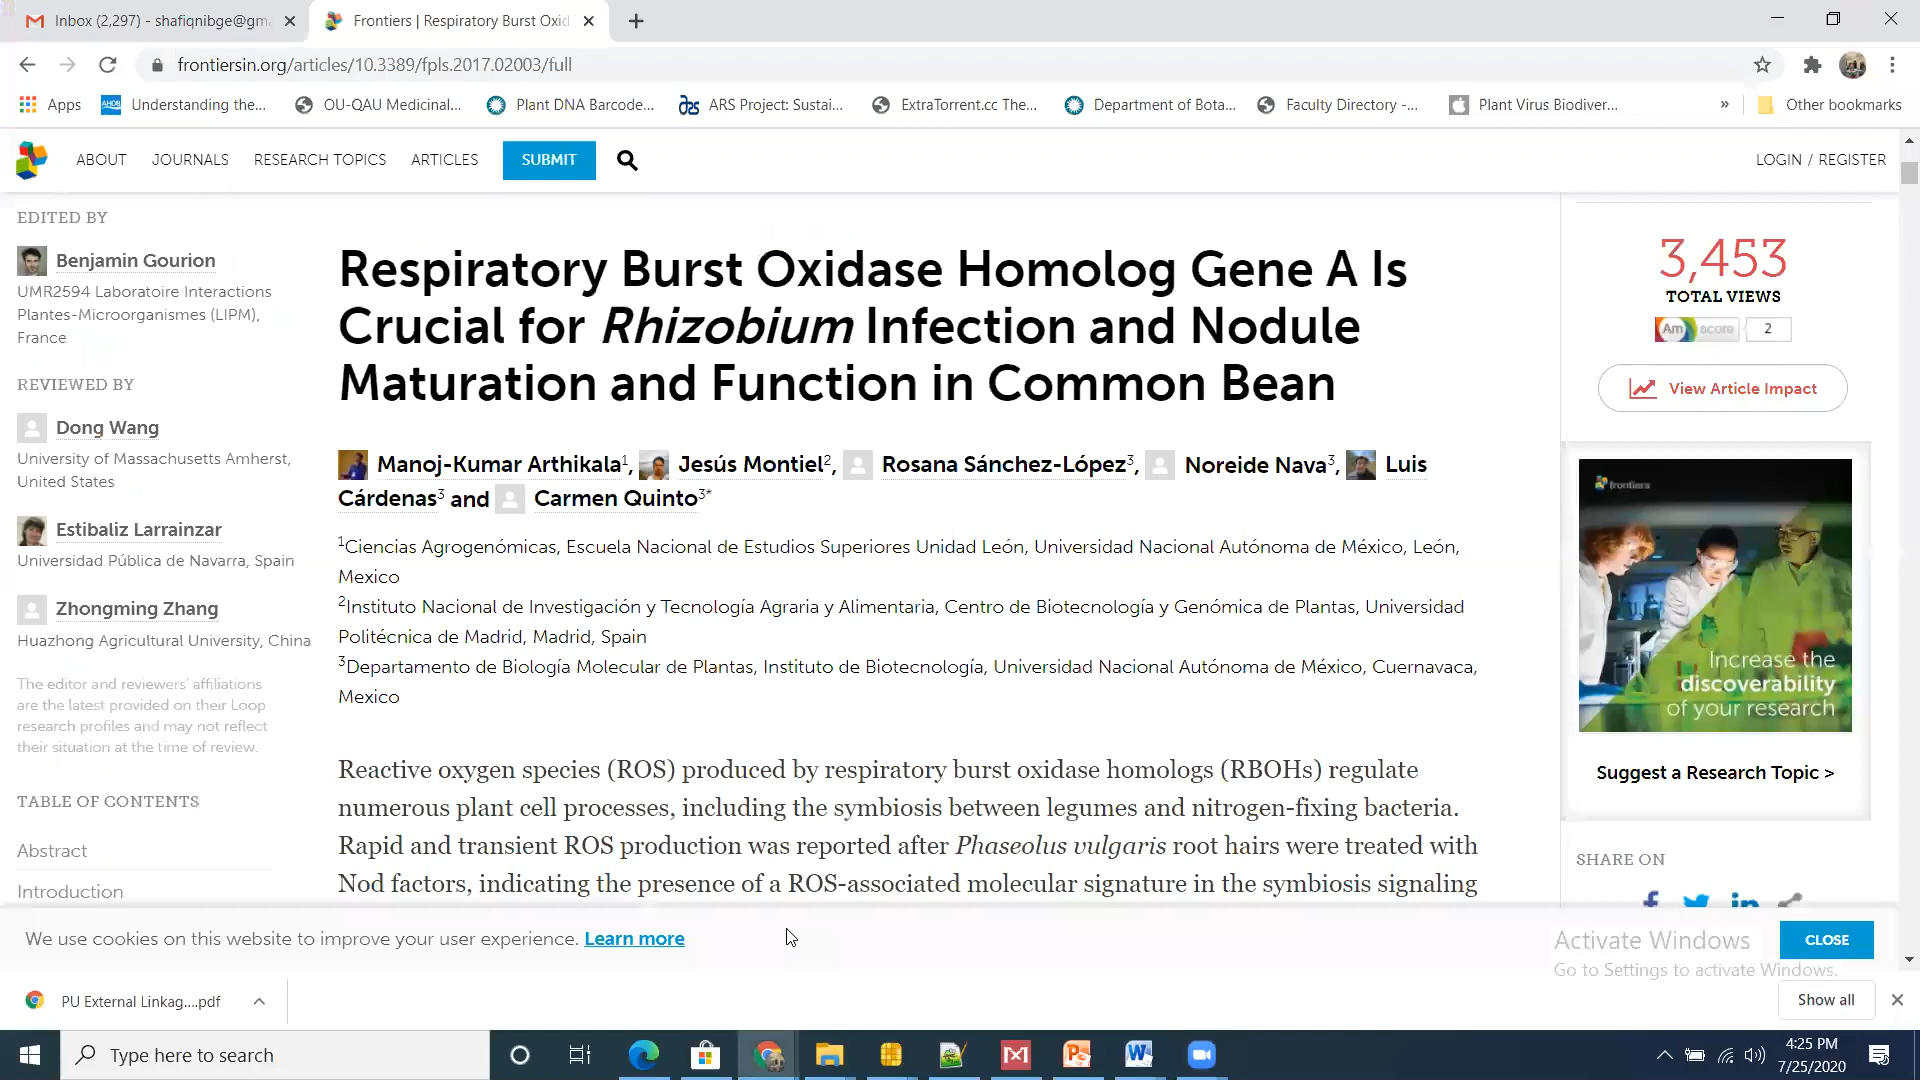 Inbox (2,297) - shafiqnibge@gma
Frontiers | Respiratory Burst Oxid
frontiersin.org/articles/10.3389/fpls.2017.02003/full
Apps
AHDB
Understanding the...
OU-QAU Medicinal...
Plant DNA Barcode...
ARS Project: Sustai...
ExtraTorrent.cc The...
Department of Bota...
Faculty Directory -...
Plant Virus Biodiver...
»
Other bookmarks
ABOUT
JOURNALS
RESEARCH TOPICS
ARTICLES
SUBMIT
LOGIN / REGISTER
EDITED BY
Benjamin Gourion
UMR2594 Laboratoire Interactions
Plantes-Microorganismes (LIPM),
France
REVIEWED BY
Dong Wang
University of Massachusetts Amherst,
United States
Estibaliz Larrainzar
Universidad Pública de Navarra, Spain
Zhongming Zhang
Huazhong Agricultural University, China
The editor and reviewers' affiliations
are the latest provided on their Loop
research profiles and may not reflect
their situation at the time of review.
TABLE OF CONTENTS
Abstract
Introduction
Respiratory Burst Oxidase Homolog Gene A Is
Crucial for Rhizobium Infection and Nodule
Maturation and Function in Common Bean
Manoj-Kumar Arthikala1, Jesús Montiel2, Rosana Sánchez-López3, Noreide Nava3, Luis
Cárdenas3 and Carmen Quinto3*
1Ciencias Agrogenómicas, Escuela Nacional de Estudios Superiores Unidad León, Universidad Nacional Autónoma de México, León,
Mexico
2Instituto Nacional de Investigación y Tecnología Agraria y Alimentaria, Centro de Biotecnología y Genómica de Plantas, Universidad
Politécnica de Madrid, Madrid, Spain
3Departamento de Biología Molecular de Plantas, Instituto de Biotecnología, Universidad Nacional Autónoma de México, Cuernavaca,
Mexico
Reactive oxygen species (ROS) produced by respiratory burst oxidase homologs (RBOHs) regulate
numerous plant cell processes, including the symbiosis between legumes and nitrogen-fixing bacteria.
Rapid and transient ROS production was reported after Phaseolus vulgaris root hairs were treated with
Nod factors, indicating the presence of a ROS-associated molecular signature in the symbiosis signaling
3,453
TOTAL VIEWS
Am score 2
View Article Impact
frontiers
Increase the
discoverability
of your research
Suggest a Research Topic >
SHARE ON
We use cookies on this website to improve your user experience. Learn more
Activate Windows
Go to Settings to activate Windows.
CLOSE
PU External Linkag....pdf
Show all
Type here to search
4:25 PM
7/25/2020